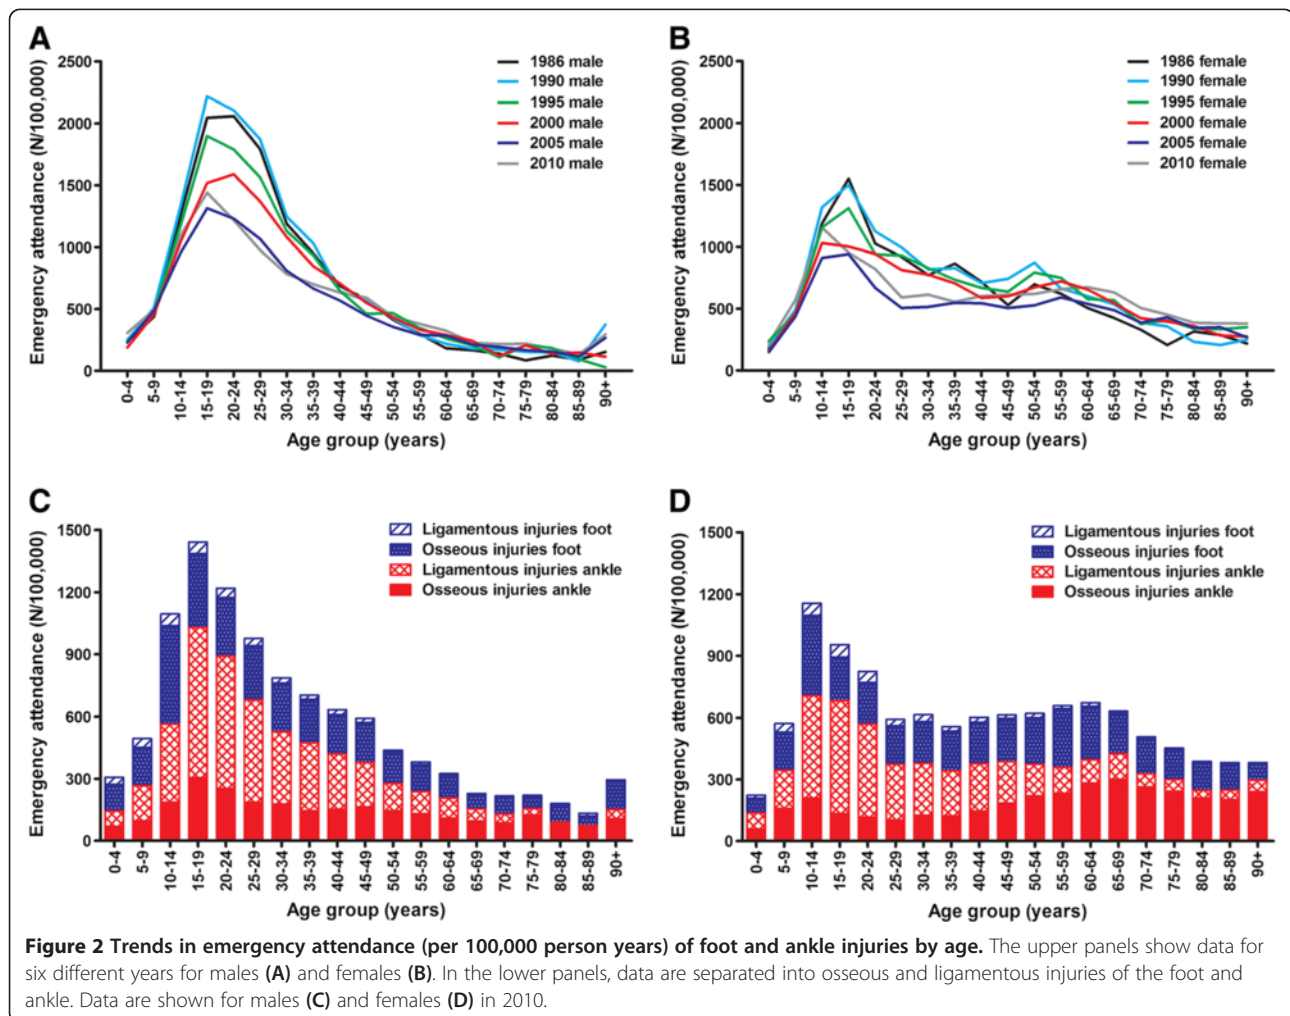 A
Emergency attendance (N/100,000)
2500
2000
1500
1000
500
0
1986 male
1990 male
1995 male
2000 male
2005 male
2010 male
0-4
5-9
10-14
15-19
20-24
25-29
30-34
35-39
40-44
45-49
50-54
55-59
60-64
65-69
70-74
75-79
80-84
85-89
90+
Age group (years)
B
Emergency attendance (N/100,000)
2500
2000
1500
1000
500
0
1986 female
1990 female
1995 female
2000 female
2005 female
2010 female
0-4
5-9
10-14
15-19
20-24
25-29
30-34
35-39
40-44
45-49
50-54
55-59
60-64
65-69
70-74
75-79
80-84
85-89
90+
Age group (years)
C
Emergency attendance (N/100,000)
1500
1200
900
600
300
0
Ligamentous injuries foot
Osseous injuries foot
Ligamentous injuries ankle
Osseous injuries ankle
0-4
5-9
10-14
15-19
20-24
25-29
30-34
35-39
40-44
45-49
50-54
55-59
60-64
65-69
70-74
75-79
80-84
85-89
90+
Age group (years)
D
Emergency attendance (N/100,000)
1500
1200
900
600
300
0
Ligamentous injuries foot
Osseous injuries foot
Ligamentous injuries ankle
Osseous injuries ankle
0-4
5-9
10-14
15-19
20-24
25-29
30-34
35-39
40-44
45-49
50-54
55-59
60-64
65-69
70-74
75-79
80-84
85-89
90+
Age group (years)
Figure 2 Trends in emergency attendance (per 100,000 person years) of foot and ankle injuries by age. The upper panels show data for
six different years for males (A) and females (B). In the lower panels, data are separated into osseous and ligamentous injuries of the foot and
ankle. Data are shown for males (C) and females (D) in 2010.